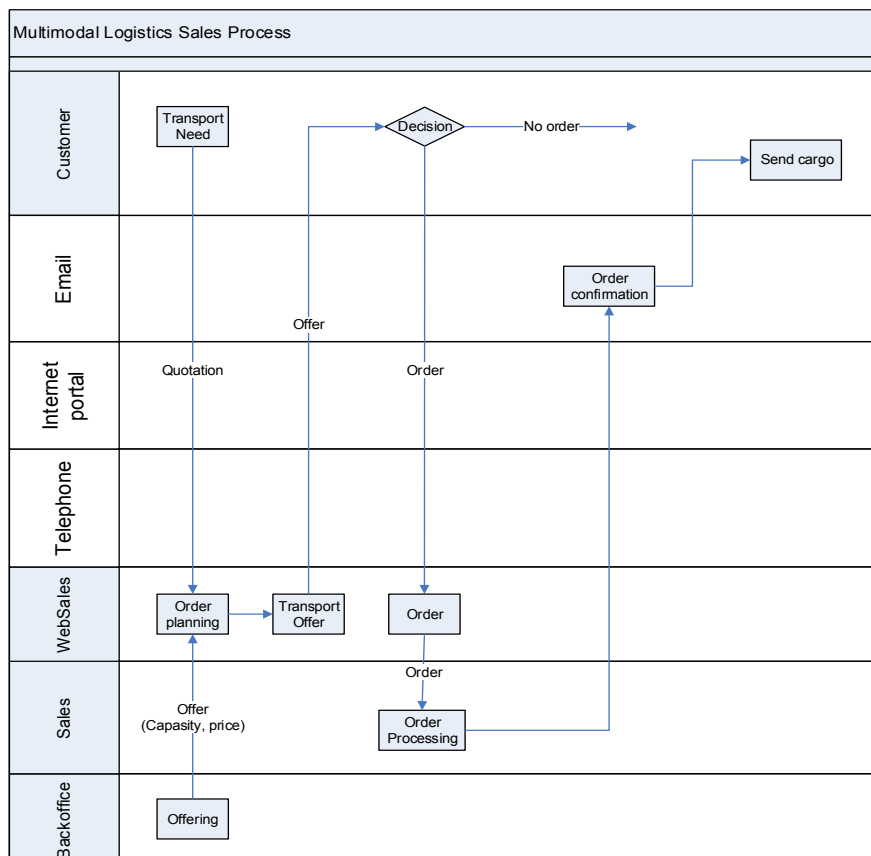 Multimodal Logistics Sales Process
Customer
Transport
Need
Decision
No order
Send cargo
Email
Order
confirmation
Offer
Internet
portal
Quotation
Order
Telephone
WebSales
Order
planning
Transport
Offer
Order
Sales
Order
Offer
(Capasity, price)
Order
Processing
Backoffice
Offering